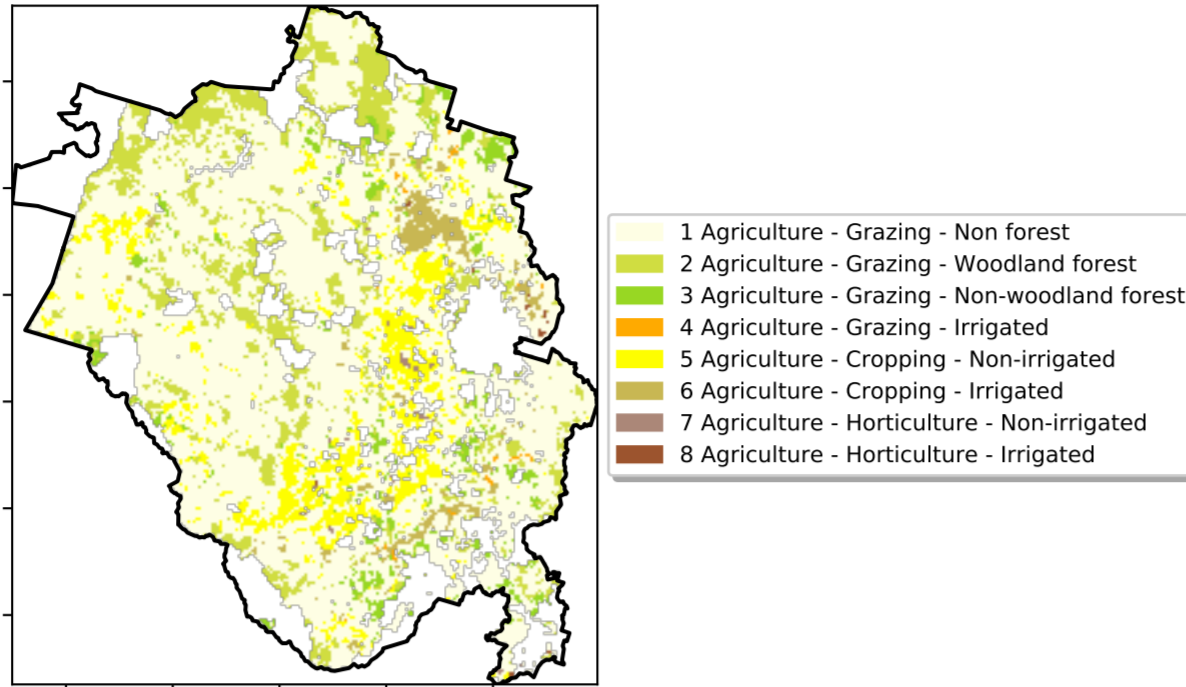 1 Agriculture - Grazing - Non forest
2 Agriculture - Grazing - Woodland forest
3 Agriculture - Grazing - Non-woodland forest
4 Agriculture - Grazing - Irrigated
5 Agriculture - Cropping - Non-irrigated
6 Agriculture - Cropping - Irrigated
7 Agriculture - Horticulture - Non-irrigated
8 Agriculture - Horticulture - Irrigated